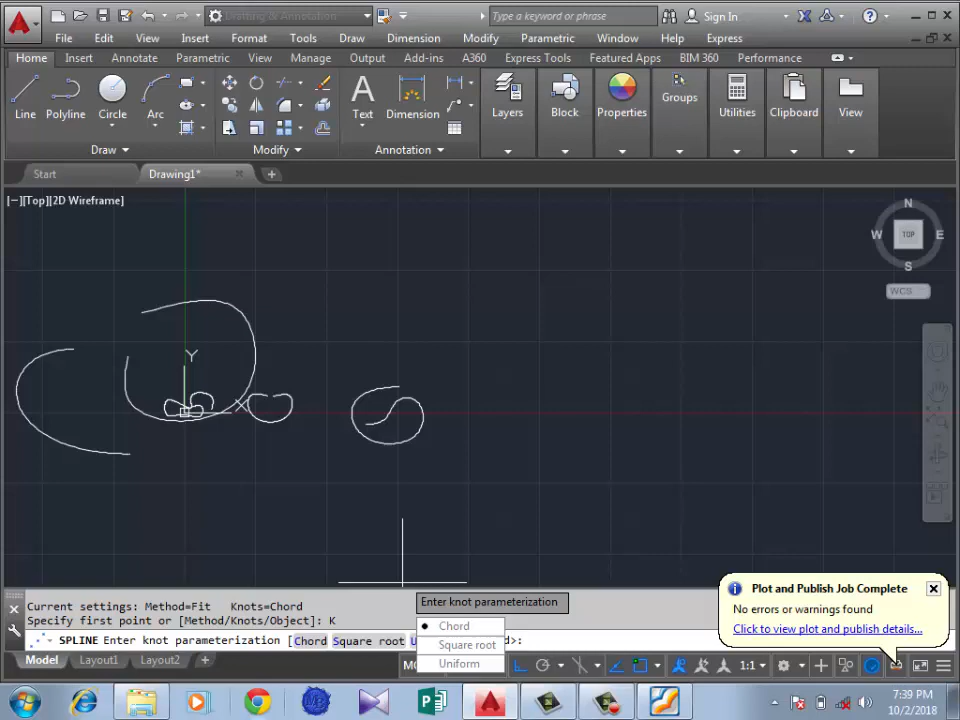 Drawing & Annotation
Type a keyword or phrase
Sign In
File Edit View Insert Format Tools Draw Dimension Modify Parametric Window Help Express
Home Insert Annotate Parametric View Manage Output Add-ins A360 Express Tools Featured Apps BIM 360 Performance
Line Polyline Circle Arc Text Dimension Layers Block Properties Groups Utilities Clipboard View
Draw Modify Annotation
Start Drawing1*
[−][Top][2D Wireframe]
N
W TOP E
S
WCS
Y
X
Plot and Publish Job Complete
No errors or warnings found
Click to view plot and publish details...
Current settings: Method=Fit Knots=Chord
Specify first point or [Method/Knots/Object]: K
SPLINE Enter knot parameterization [Chord Square root
Enter knot parameterization
Chord
Square root
Uniform
Model Layout1 Layout2
1:1
7:39 PM
10/2/2018